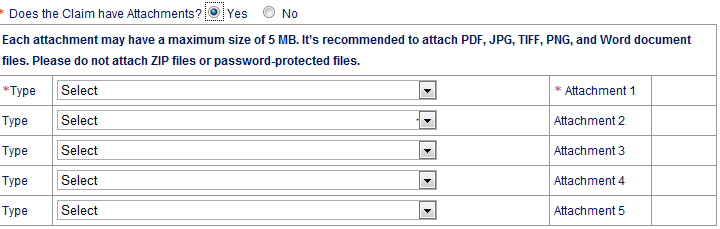 * Does the Claim have Attachments? Yes No
Each attachment may have a maximum size of 5 MB. It's recommended to attach PDF, JPG, TIFF, PNG, and Word document
files. Please do not attach ZIP files or password-protected files.
*Type Select * Attachment 1
Type Select Attachment 2
Type Select Attachment 3
Type Select Attachment 4
Type Select Attachment 5